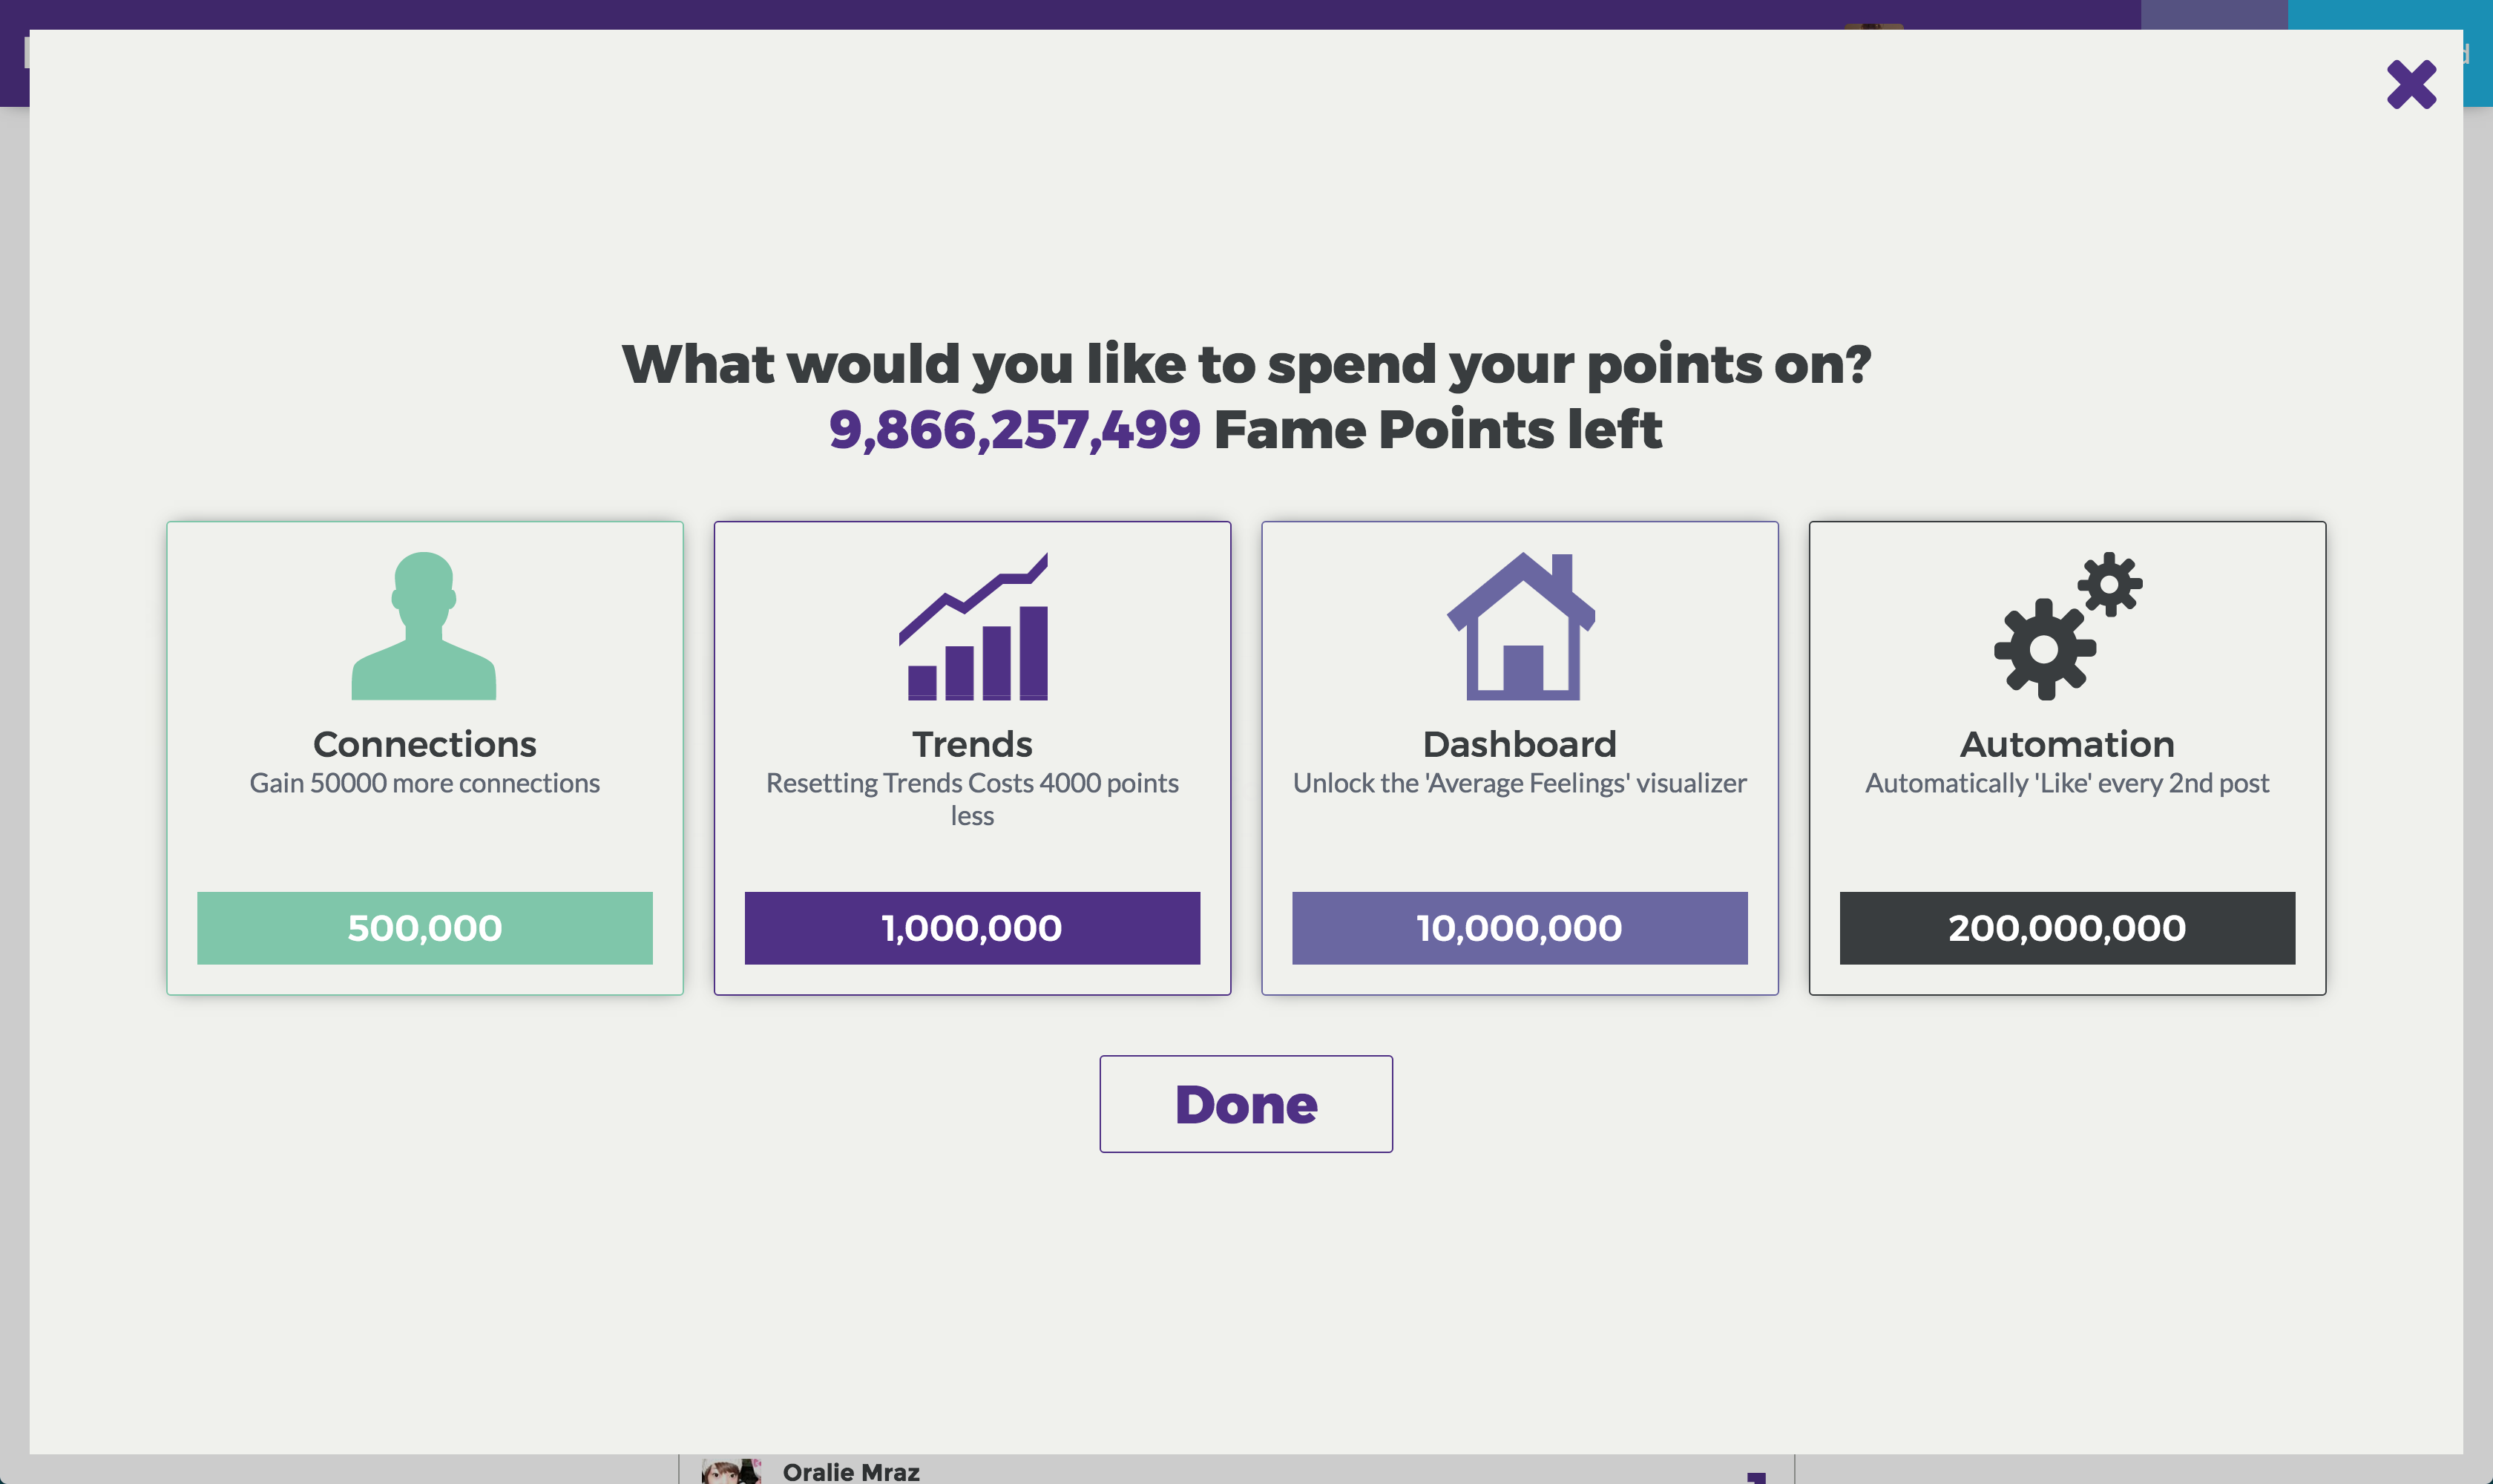 What would you like to spend your points on?
9,866,257,499 Fame Points left
Connections
Gain 50000 more connections
500,000
Trends
Resetting Trends Costs 4000 points
less
1,000,000
Dashboard
Unlock the 'Average Feelings' visualizer
10,000,000
Automation
Automatically 'Like' every 2nd post
200,000,000
Done
Oralie Mraz